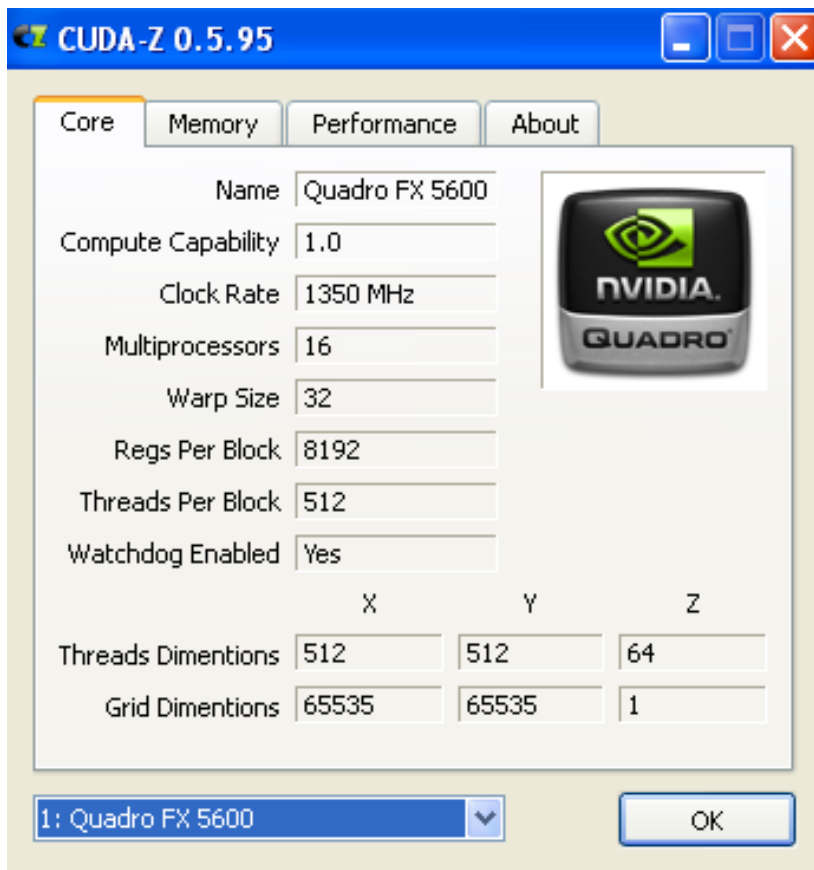 CUDA-Z 0.5.95
Core Memory Performance About
Name Quadro FX 5600
Compute Capability 1.0
Clock Rate 1350 MHz
Multiprocessors 16
Warp Size 32
Regs Per Block 8192
Threads Per Block 512
Watchdog Enabled Yes
X Y Z
Threads Dimentions 512 512 64
Grid Dimentions 65535 65535 1
NVIDIA.
QUADRO
1: Quadro FX 5600
OK